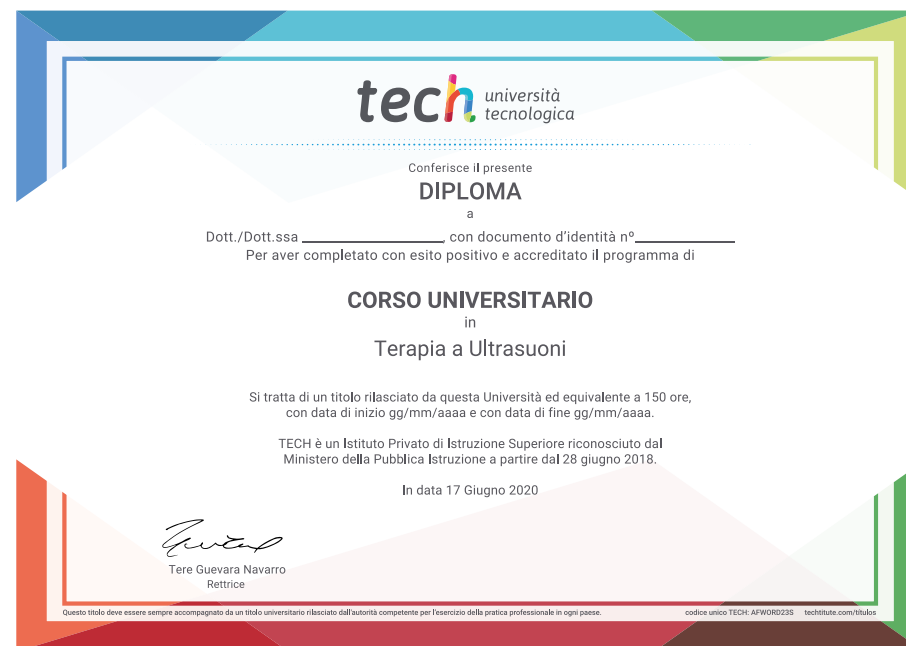 tech università
tecnologica
Conferisce il presente
DIPLOMA
a
Dott./Dott.ssa ____________________, con documento d'identità nº______________
Per aver completato con esito positivo e accreditato il programma di
CORSO UNIVERSITARIO
in
Terapia a Ultrasuoni
Si tratta di un titolo rilasciato da questa Università ed equivalente a 150 ore,
con data di inizio gg/mm/aaaa e con data di fine gg/mm/aaaa.
TECH è un Istituto Privato di Istruzione Superiore riconosciuto dal
Ministero della Pubblica Istruzione a partire dal 28 giugno 2018.
In data 17 Giugno 2020
Tere Guevara Navarro
Rettrice
Questo titolo deve essere sempre accompagnato da un titolo universitario rilasciato dall'autorità competente per l'esercizio della pratica professionale in ogni paese. codice unico TECH: AFWORD23S techtitute.com/títulos